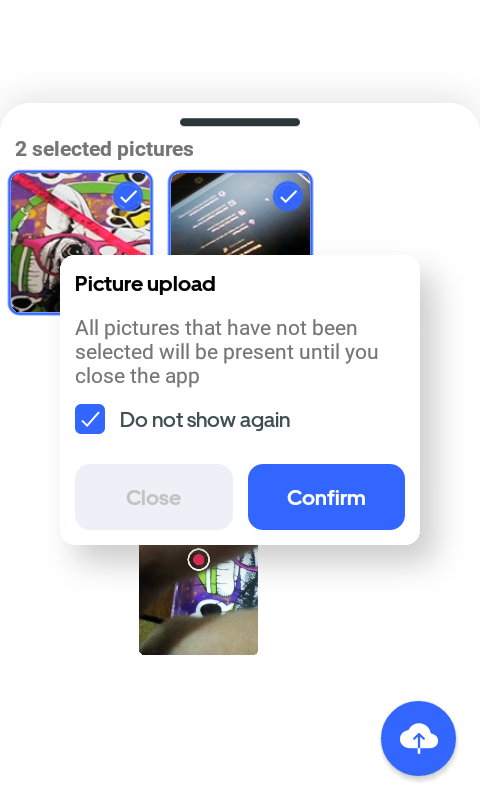 2 selected pictures
Picture upload
All pictures that have not been
selected will be present until you
close the app
Do not show again
Close
Confirm